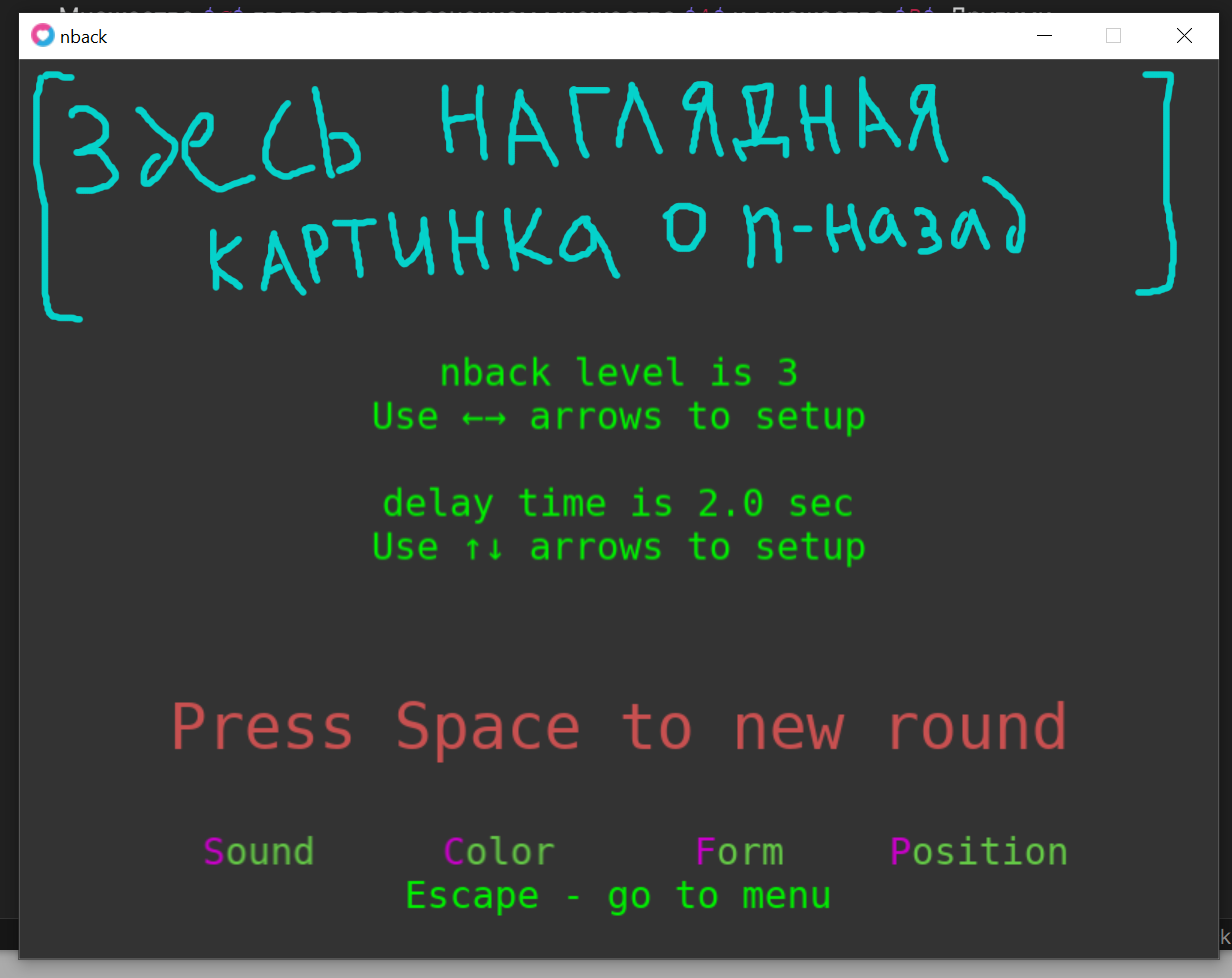 nback
[ЗдесЬ НАГЛЯДНАЯ
КАРТИНКа о п-назад]
nback level is 3
Use ←→ arrows to setup
delay time is 2.0 sec
Use ↑↓ arrows to setup
Press Space to new round
Sound Color Form Position
Escape - go to menu